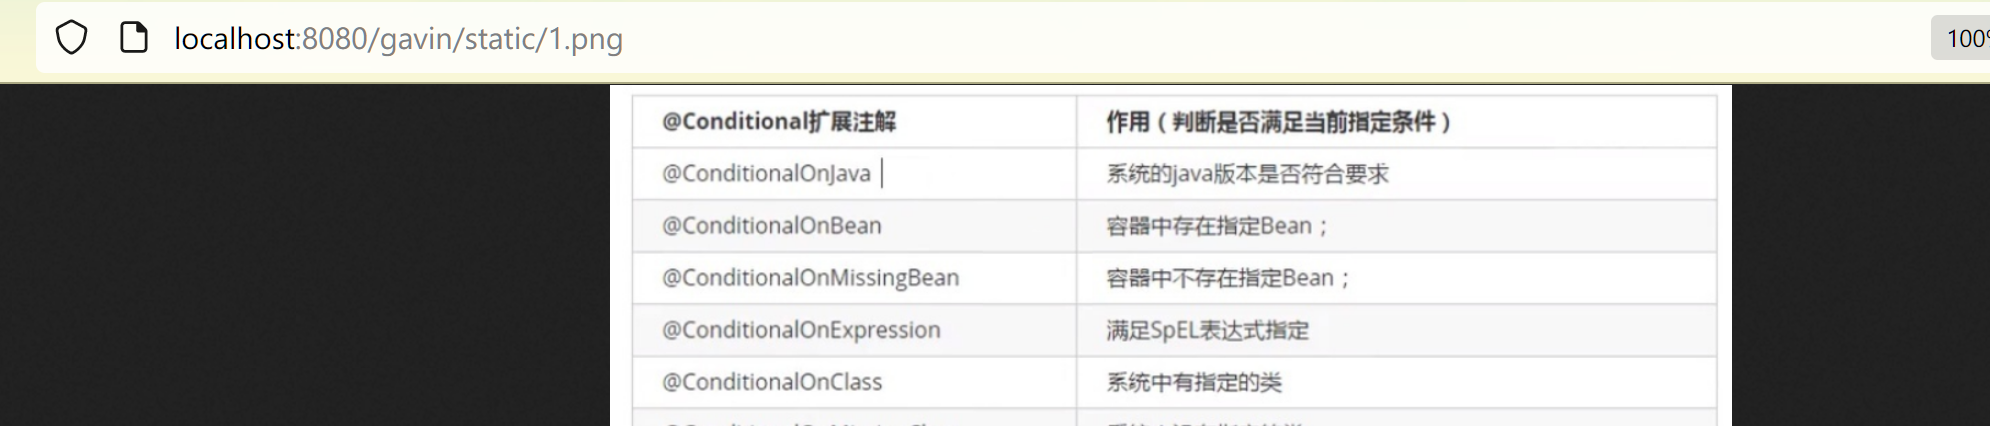 localhost:8080/gavin/static/1.png
100%
@Conditional扩展注解 作用（判断是否满足当前指定条件）
@ConditionalOnJava 系统的java版本是否符合要求
@ConditionalOnBean 容器中存在指定Bean；
@ConditionalOnMissingBean 容器中不存在指定Bean；
@ConditionalOnExpression 满足SpEL表达式指定
@ConditionalOnClass 系统中有指定的类